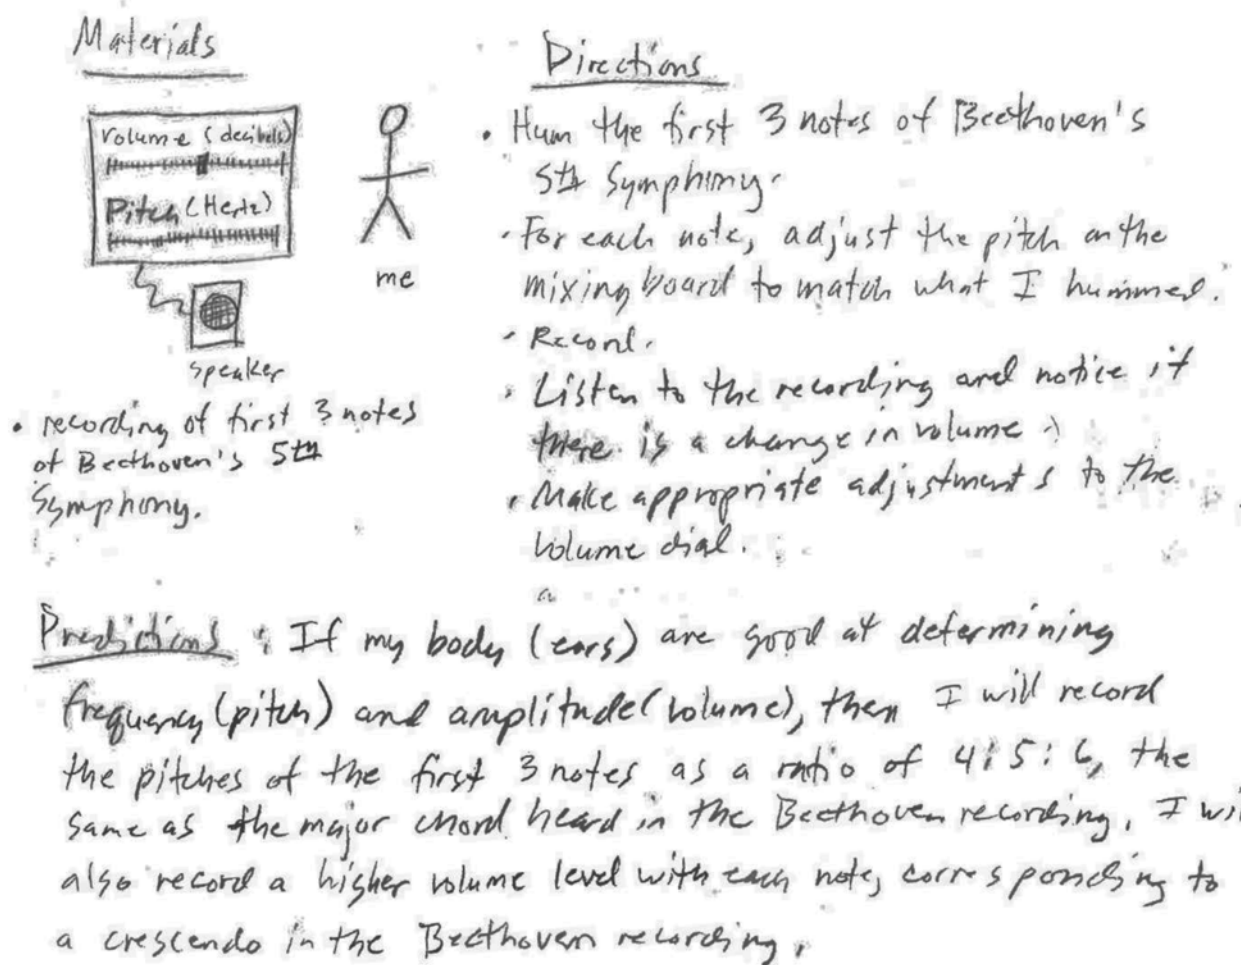 Materials
Volume (decibels)
Pitch (Hertz)
me
speaker
• recording of first 3 notes
of Beethoven's 5th
Symphony.
Directions
• Hum the first 3 notes of Beethoven's
5th Symphony.
• For each note, adjust the pitch on the
mixing board to match what I hummed.
• Record.
• Listen to the recording and notice if
there is a change in volume.
• Make appropriate adjustments to the
volume dial.
Predictions: If my body (ears) are good at determining
frequency (pitch) and amplitude (volume), then I will record
the pitches of the first 3 notes as a ratio of 4:5:6, the
same as the major chord heard in the Beethoven recording. I wil
also record a higher volume level with each note, corresponding to
a crescendo in the Beethoven recording.